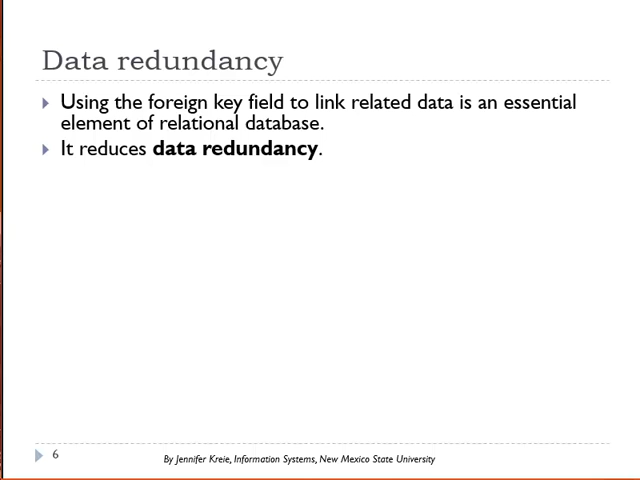 Data redundancy
Using the foreign key field to link related data is an essential
element of relational database.
It reduces data redundancy.
6
By Jennifer Kreie, Information Systems, New Mexico State University